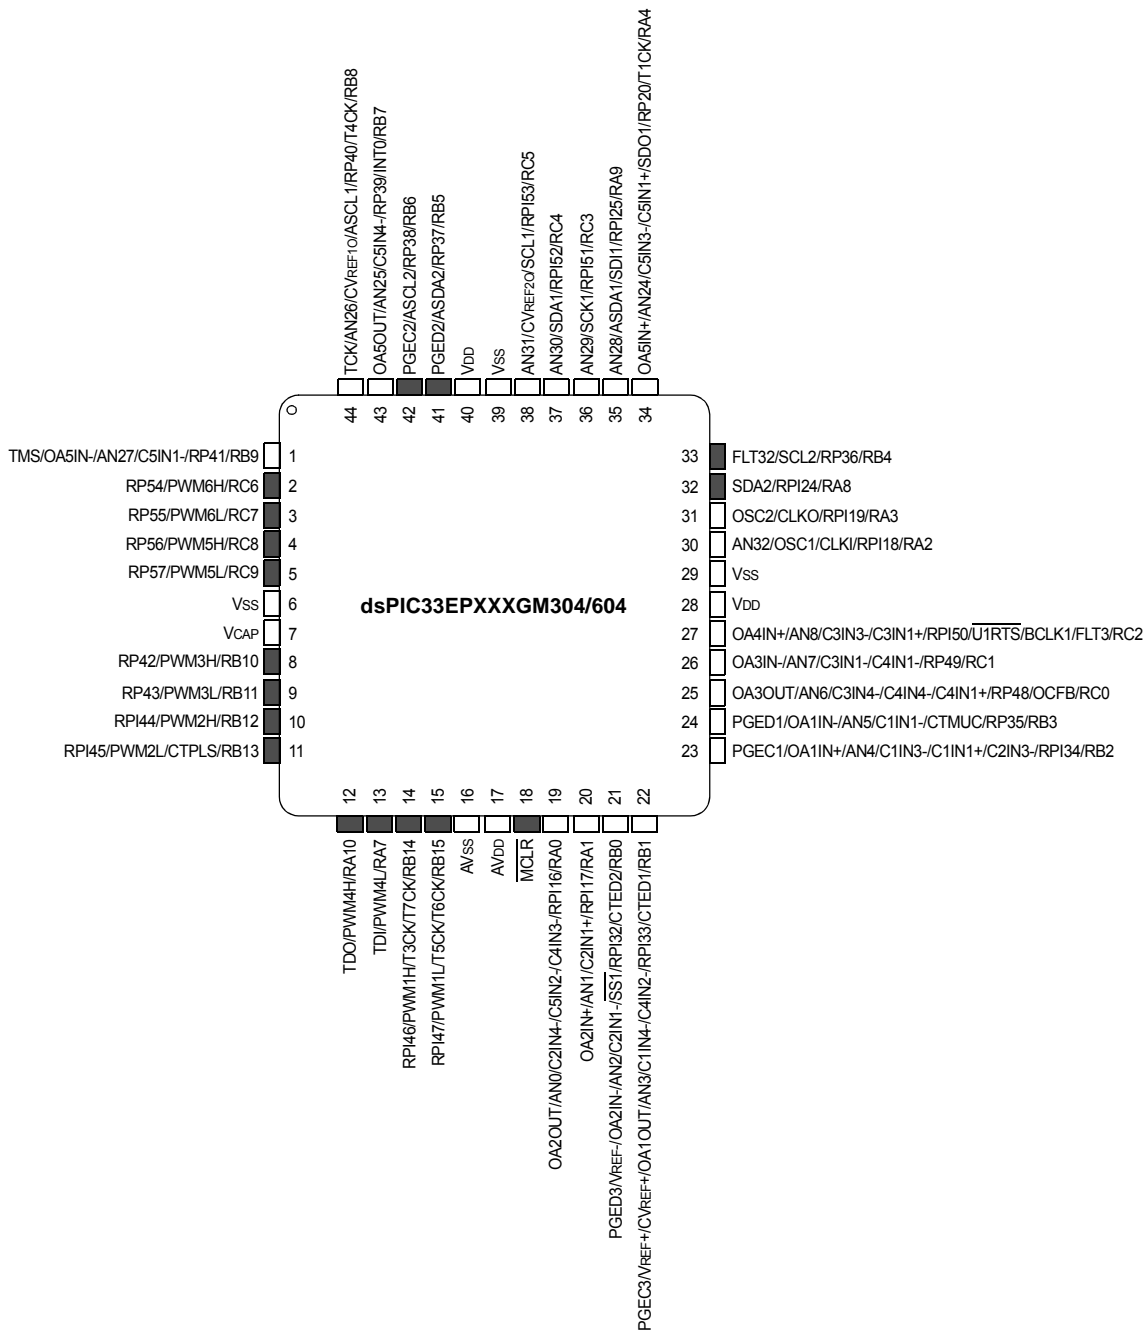 TCK/AN26/CVREF1O/ASCL1/RP40/T4CK/RB8
OA5OUT/AN25/C5IN4-/RP39/INT0/RB7
PGEC2/ASCL2/RP38/RB6
PGED2/ASDA2/RP37/RB5
VDD
VSS
AN31/CVREF2O/SCL1/RPI53/RC5
AN30/SDA1/RPI52/RC4
AN29/SCK1/RPI51/RC3
AN28/ASDA1/SDI1/RPI25/RA9
OA5IN+/AN24/C5IN3-/C5IN1+/SDO1/RP20/T1CK/RA4
44 43 42 41 40 39 38 37 36 35 34
TMS/OA5IN-/AN27/C5IN1-/RP41/RB9 1
RP54/PWM6H/RC6 2
RP55/PWM6L/RC7 3
RP56/PWM5H/RC8 4
RP57/PWM5L/RC9 5
VSS 6
VCAP 7
RP42/PWM3H/RB10 8
RP43/PWM3L/RB11 9
RPI44/PWM2H/RB12 10
RPI45/PWM2L/CTPLS/RB13 11
dsPIC33EPXXXGM304/604
33 FLT32/SCL2/RP36/RB4
32 SDA2/RPI24/RA8
31 OSC2/CLKO/RPI19/RA3
30 AN32/OSC1/CLKI/RPI18/RA2
29 VSS
28 VDD
27 OA4IN+/AN8/C3IN3-/C3IN1+/RPI50/U1RTS/BCLK1/FLT3/RC2
26 OA3IN-/AN7/C3IN1-/C4IN1-/RP49/RC1
25 OA3OUT/AN6/C3IN4-/C4IN4-/C4IN1+/RP48/OCFB/RC0
24 PGED1/OA1IN-/AN5/C1IN1-/CTMUC/RP35/RB3
23 PGEC1/OA1IN+/AN4/C1IN3-/C1IN1+/C2IN3-/RPI34/RB2
12 13 14 15 16 17 18 19 20 21 22
TDO/PWM4H/RA10
TDI/PWM4L/RA7
RPI46/PWM1H/T3CK/T7CK/RB14
RPI47/PWM1L/T5CK/T6CK/RB15
AVSS
AVDD
MCLR
OA2OUT/AN0/C2IN4-/C5IN2-/C4IN3-/RPI16/RA0
OA2IN+/AN1/C2IN1+/RPI17/RA1
PGED3/VREF-/OA2IN-/AN2/C2IN1-/SS1/RPI32/CTED2/RB0
PGEC3/VREF+/CVREF+/OA1OUT/AN3/C1IN4-/C4IN2-/RPI33/CTED1/RB1